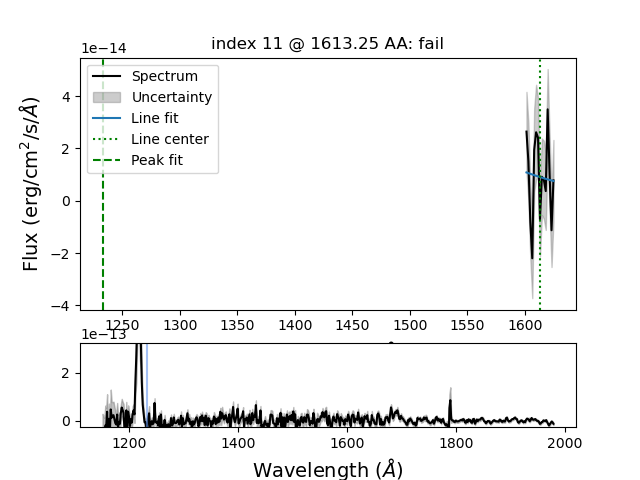 index 11 @ 1613.25 AA: fail
1e−14
Spectrum
Uncertainty
Line fit
Line center
Peak fit
4
2
0
−2
−4
Flux (erg/cm²/s/Å)
1250 1300 1350 1400 1450 1500 1550 1600
1e−13
2
0
1200 1400 1600 1800 2000
Wavelength (Å)